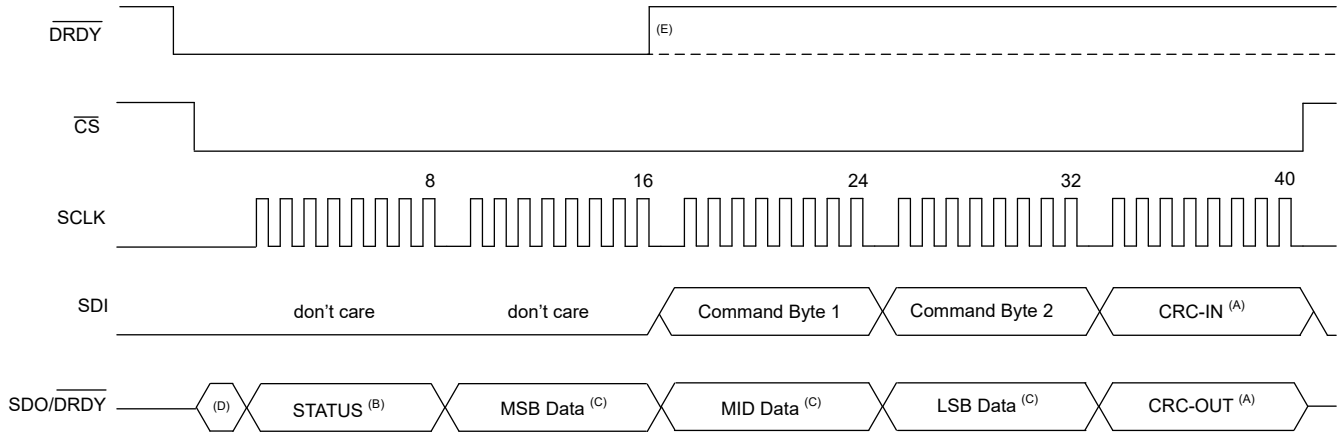 DRDY
(E)
CS
8 16 24 32 40
SCLK
SDI don't care don't care Command Byte 1 Command Byte 2 CRC-IN (A)
SDO/DRDY (D) STATUS (B) MSB Data (C) MID Data (C) LSB Data (C) CRC-OUT (A)